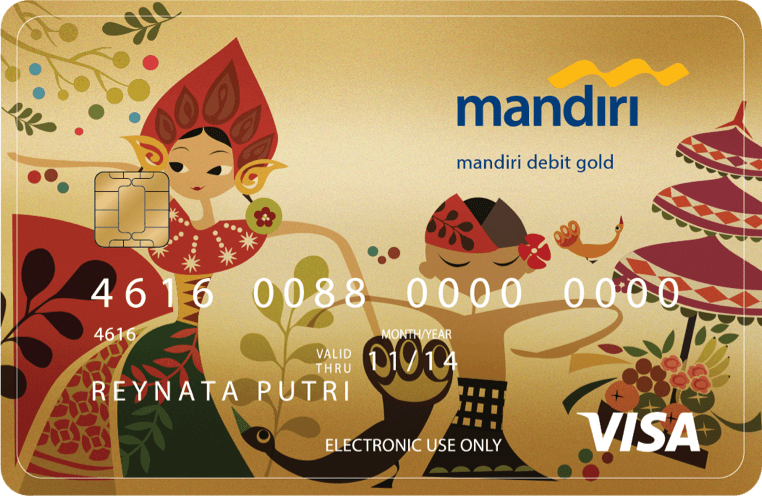 mandiri
mandiri debit gold
4616 0088 0000 0000
4616
MONTH/YEAR
VALID THRU 11/14
REYNATA PUTRI
ELECTRONIC USE ONLY
VISA